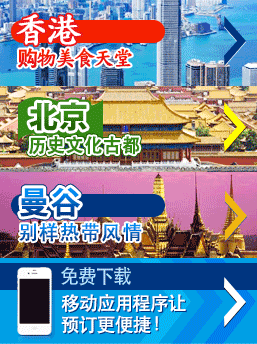 香港
购物美食天堂
北京
历史文化古都
曼谷
别样热带风情
免费下载
移动应用程序让
预订更便捷！